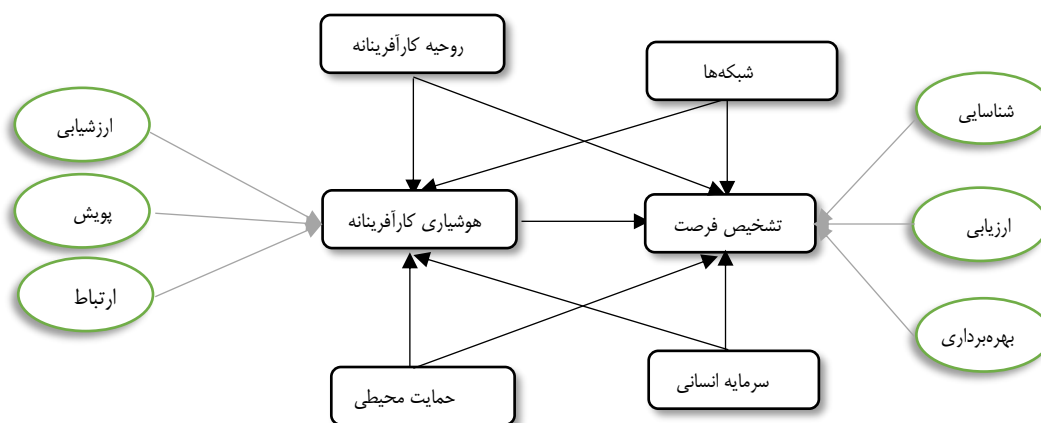 روحیه کارآفرینانه
شبکه‌ها
شناسایی
ارزشیابی
پویش
هوشیاری کارآفرینانه
تشخیص فرصت
ارزیابی
ارتباط
بهره‌برداری
سرمایه انسانی
حمایت محیطی